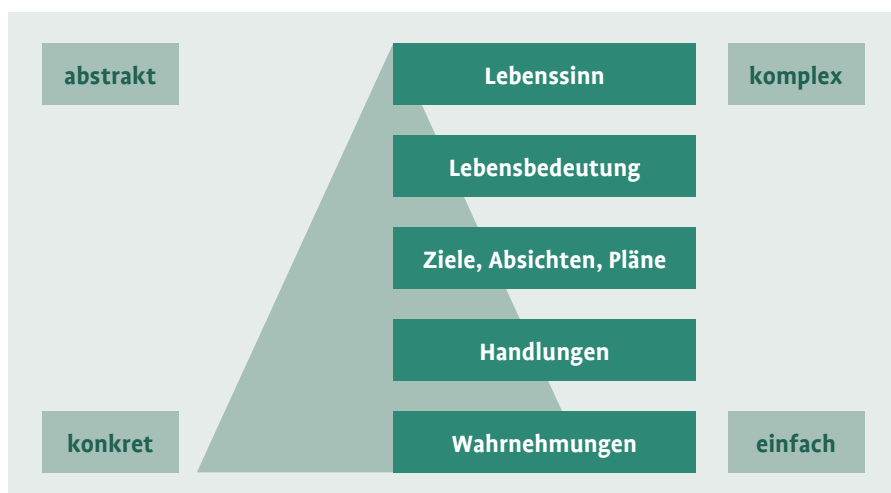 abstrakt
Lebenssinn
komplex
Lebensbedeutung
Ziele, Absichten, Pläne
Handlungen
konkret
Wahrnehmungen
einfach